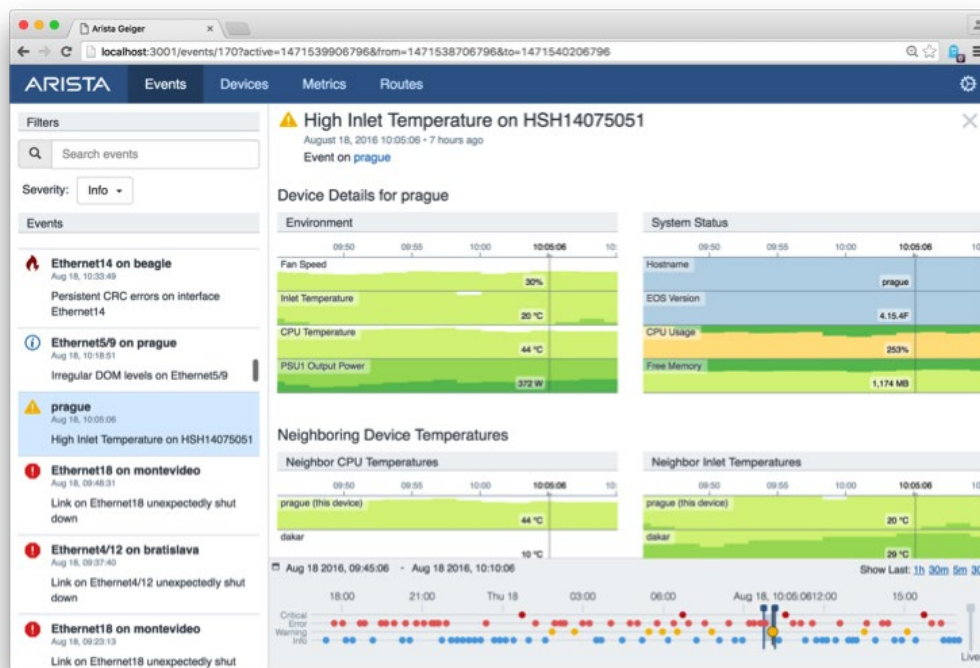 Arista Geiger
localhost:3001/events/170?active=1471539906796&from=1471538706796&to=1471540206796
ARISTA Events Devices Metrics Routes
Filters
Search events
Severity: Info
Events
Ethernet14 on beagle
Aug 18, 10:33:49
Persistent CRC errors on interface
Ethernet14
Ethernet5/9 on prague
Aug 18, 10:18:51
Irregular DOM levels on Ethernet5/9
prague
Aug 18, 10:05:06
High Inlet Temperature on HSH14075051
Ethernet18 on montevideo
Aug 18, 09:48:31
Link on Ethernet18 unexpectedly shut
down
Ethernet4/12 on bratislava
Aug 18, 09:37:40
Link on Ethernet4/12 unexpectedly shut
down
Ethernet18 on montevideo
Aug 18, 09:23:13
Link on Ethernet18 unexpectedly shut
High Inlet Temperature on HSH14075051
August 18, 2016 10:05:06 • 7 hours ago
Event on prague
Device Details for prague
Environment
09:50 09:55 10:00 10:05:06 10:
Fan Speed
30%
Inlet Temperature
20 °C
CPU Temperature
44 °C
PSU1 Output Power
372 W
System Status
09:50 09:55 10:00 10:05:06 10
Hostname
prague
EOS Version
4.15.4F
CPU Usage
253%
Free Memory
1,174 MB
Neighboring Device Temperatures
Neighbor CPU Temperatures
09:50 09:55 10:00 10:05:06 10:
prague (this device)
44 °C
dakar
10 °C
Neighbor Inlet Temperatures
09:50 09:55 10:00 10:05:06 10
prague (this device)
20 °C
dakar
29 °C
Aug 18 2016, 09:45:06 - Aug 18 2016, 10:10:06
Show Last: 1h 30m 5m 30
18:00 21:00 Thu 18 03:00 06:00 Aug 18, 10:05:06 12:00 15:00
Critical
Error
Warning
Info
Live